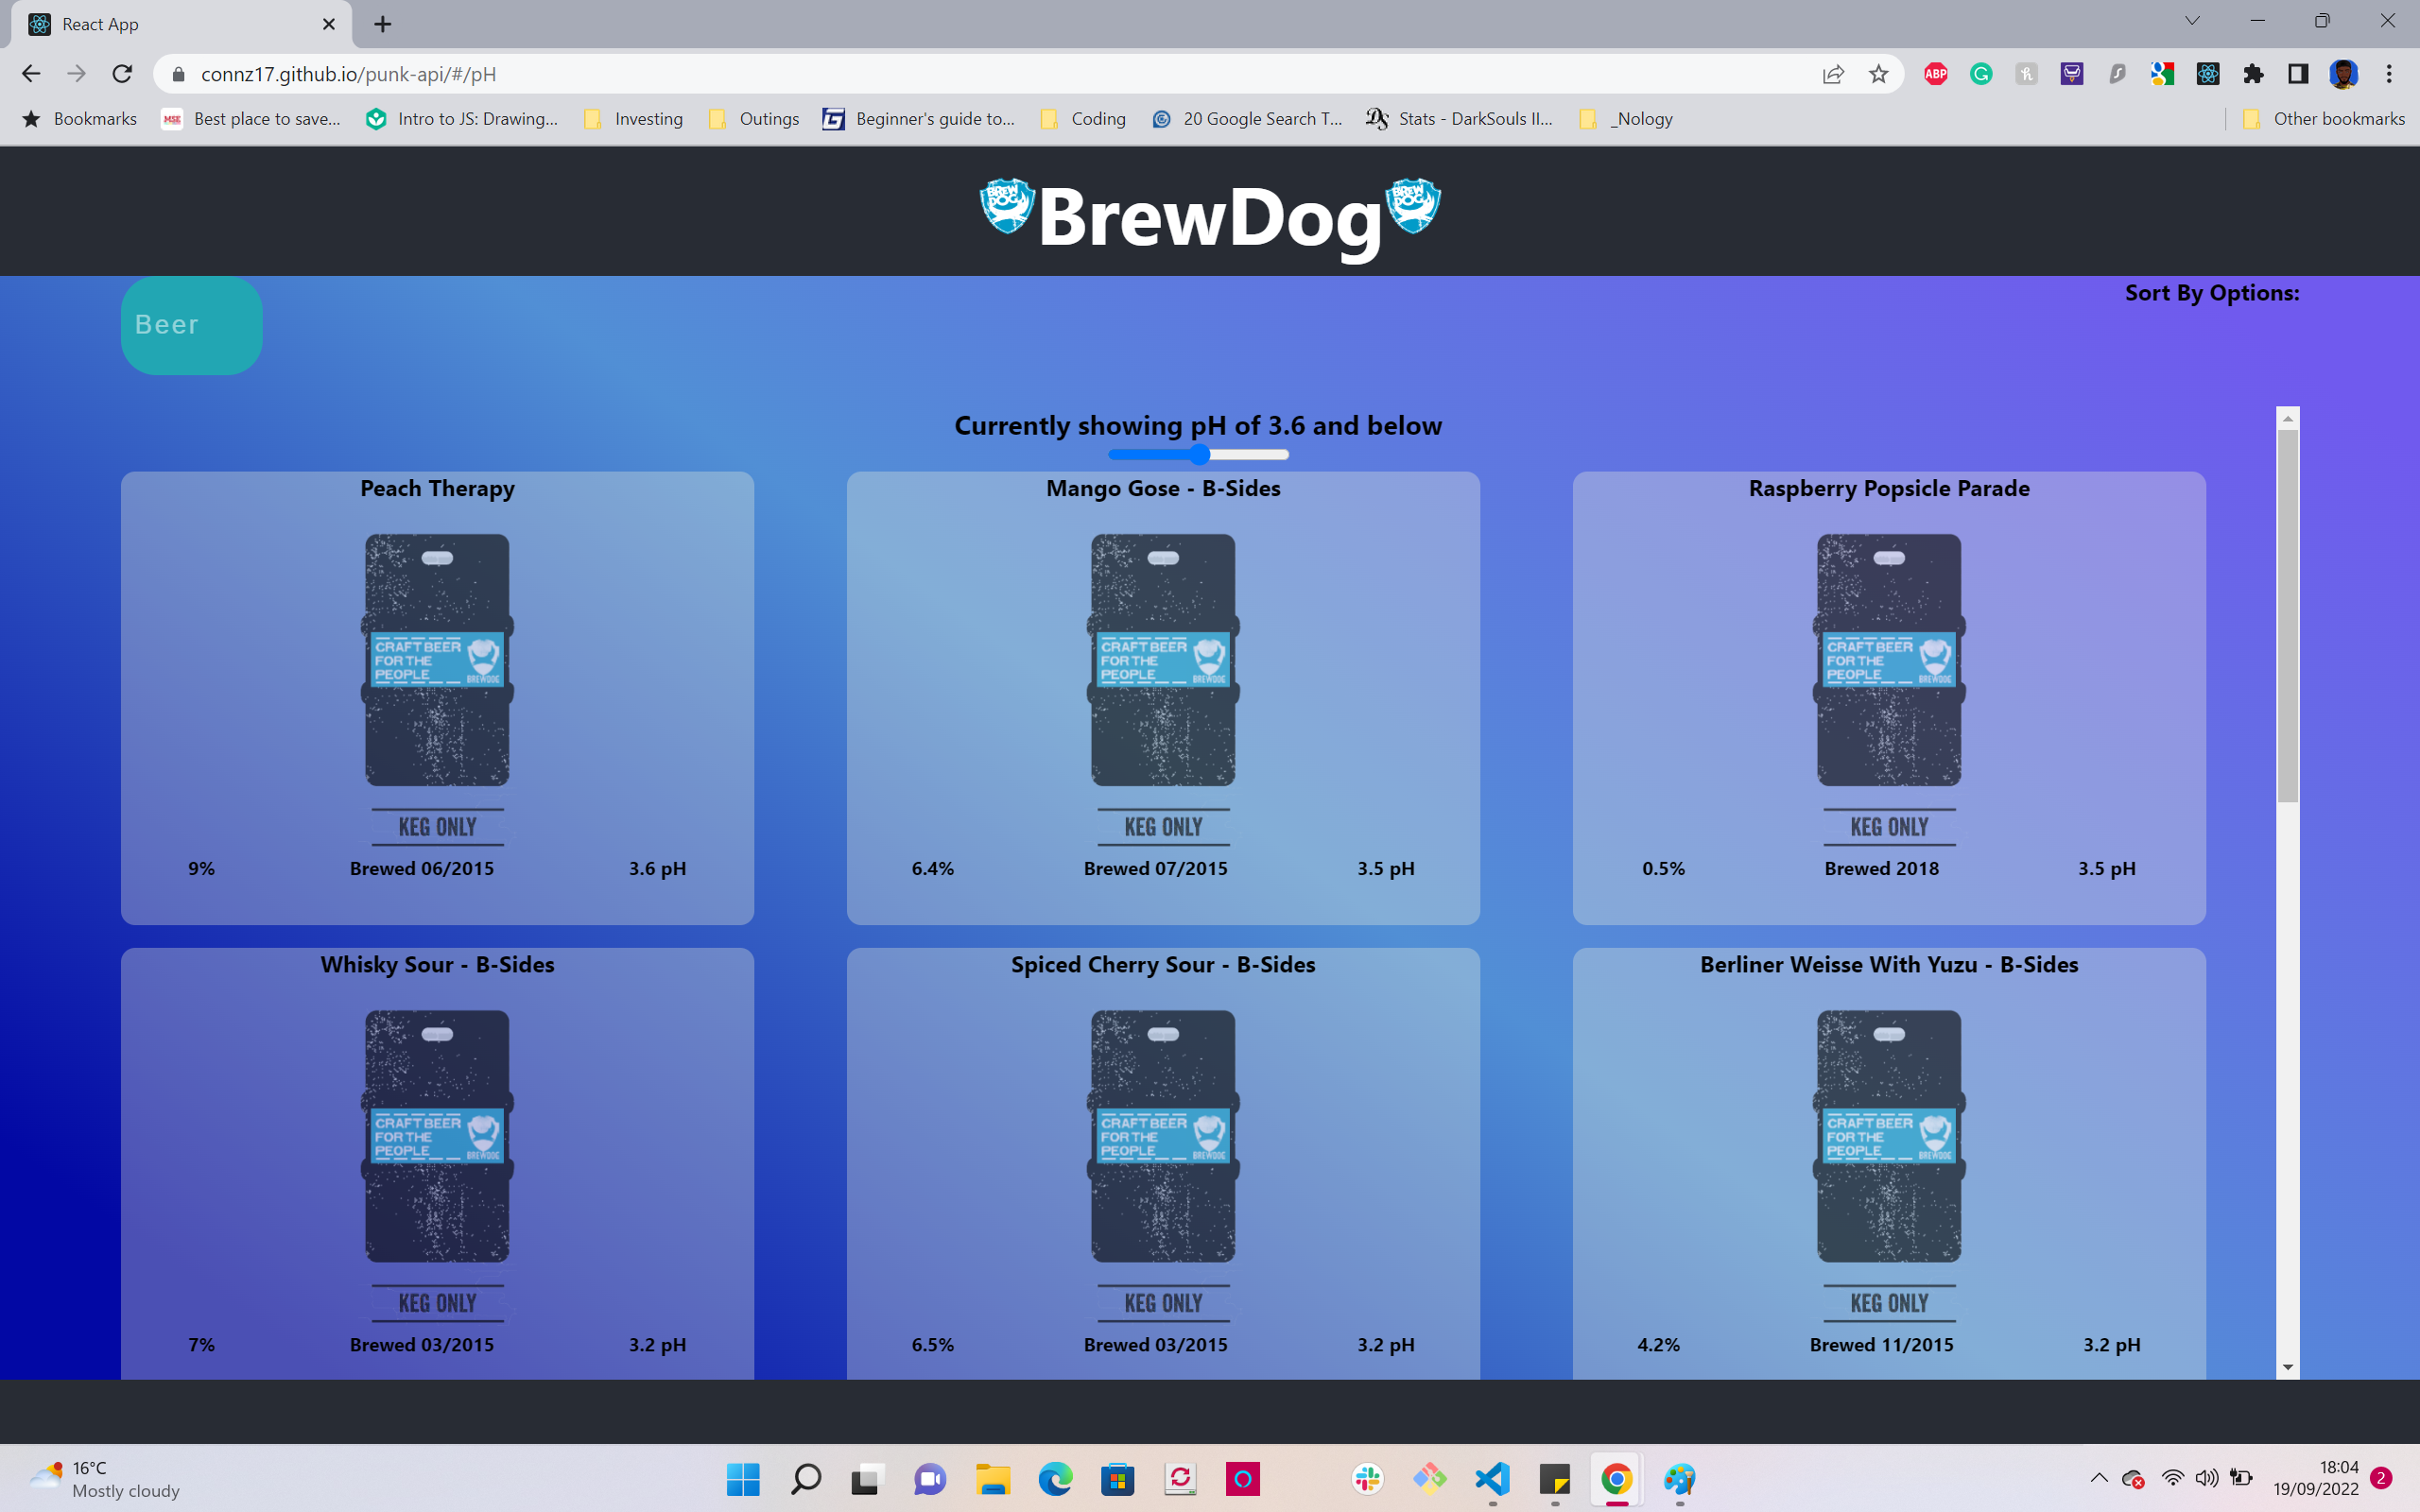 React App
connz17.github.io/punk-api/#/pH
ABP
Bookmarks
MSE
Best place to save...
Intro to JS: Drawing...
Investing
Outings
Beginner's guide to...
Coding
20 Google Search T...
Stats - DarkSouls II...
_Nology
Other bookmarks
BREW DOG
BrewDog
BREW DOG
Beer
Sort By Options:
Currently showing pH of 3.6 and below
Peach Therapy
CRAFT BEER
FOR THE
PEOPLE
BREWDOG
KEG ONLY
9% Brewed 06/2015 3.6 pH
Mango Gose - B-Sides
CRAFT BEER
FOR THE
PEOPLE
BREWDOG
KEG ONLY
6.4% Brewed 07/2015 3.5 pH
Raspberry Popsicle Parade
CRAFT BEER
FOR THE
PEOPLE
BREWDOG
KEG ONLY
0.5% Brewed 2018 3.5 pH
Whisky Sour - B-Sides
CRAFT BEER
FOR THE
PEOPLE
BREWDOG
KEG ONLY
7% Brewed 03/2015 3.2 pH
Spiced Cherry Sour - B-Sides
CRAFT BEER
FOR THE
PEOPLE
BREWDOG
KEG ONLY
6.5% Brewed 03/2015 3.2 pH
Berliner Weisse With Yuzu - B-Sides
CRAFT BEER
FOR THE
PEOPLE
BREWDOG
KEG ONLY
4.2% Brewed 11/2015 3.2 pH
16°C
Mostly cloudy
18:04
19/09/2022
2